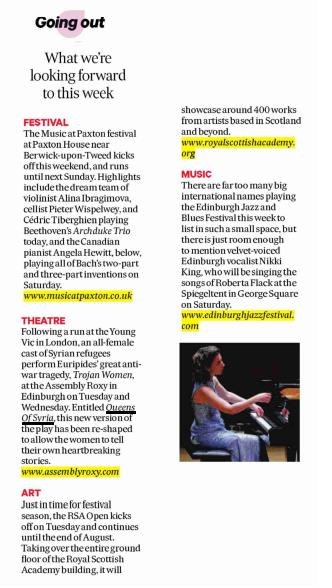 Going out
What we're
looking forward
to this week
FESTIVAL
The Music at Paxton festival
at Paxton House near
Berwick-upon-Tweed kicks
off this weekend, and runs
until next Sunday. Highlights
include the dream team of
violinist Alina Ibragimova,
cellist Pieter Wispelwey, and
Cédric Tiberghien playing
Beethoven's Archduke Trio
today, and the Canadian
pianist Angela Hewitt, below,
playing all of Bach's two-part
and three-part inventions on
Saturday.
www.musicatpaxton.co.uk
THEATRE
Following a run at the Young
Vic in London, an all-female
cast of Syrian refugees
perform Euripides' great anti-
war tragedy, Trojan Women,
at the Assembly Roxy in
Edinburgh on Tuesday and
Wednesday. Entitled Queens
Of Syria, this new version of
the play has been re-shaped
to allow the women to tell
their own heartbreaking
stories.
www.assemblyroxy.com
ART
Just in time for festival
season, the RSA Open kicks
off on Tuesday and continues
until the end of August.
Taking over the entire ground
floor of the Royal Scottish
Academy building, it will
showcase around 400 works
from artists based in Scotland
and beyond.
www.royalscottishacademy.
org
MUSIC
There are far too many big
international names playing
the Edinburgh Jazz and
Blues Festival this week to
list in such a small space, but
there is just room enough
to mention velvet-voiced
Edinburgh vocalist Nikki
King, who will be singing the
songs of Roberta Flack at the
Spiegeltent in George Square
on Saturday.
www.edinburghjazzfestival.
com